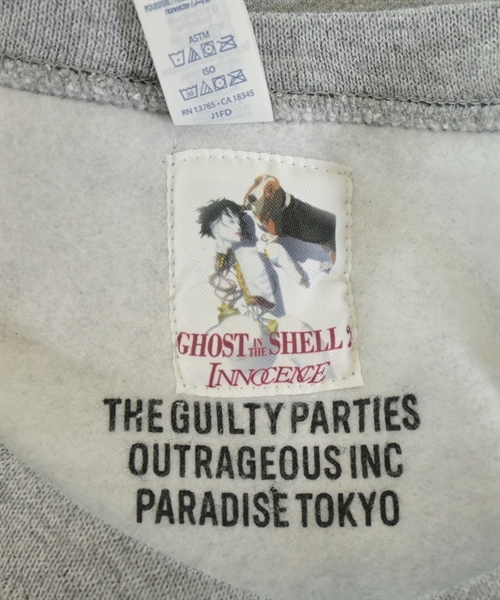 ASTM
ISO
RN 13765 - CA 18345
J1FD
GHOST IN THE SHELL 2
INNOCENCE
THE GUILTY PARTIES
OUTRAGEOUS INC
PARADISE TOKYO